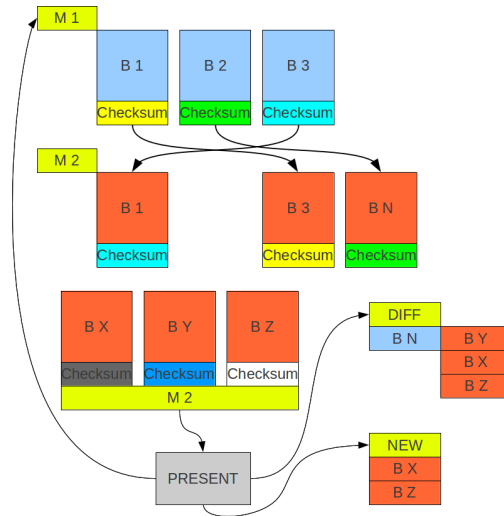 M 1
B 1 B 2 B 3
Checksum Checksum Checksum
M 2
B 1 B 3 B N
Checksum Checksum Checksum
B X B Y B Z
Checksum Checksum Checksum
M 2
DIFF
B N B Y
B X
B Z
PRESENT
NEW
B X
B Z